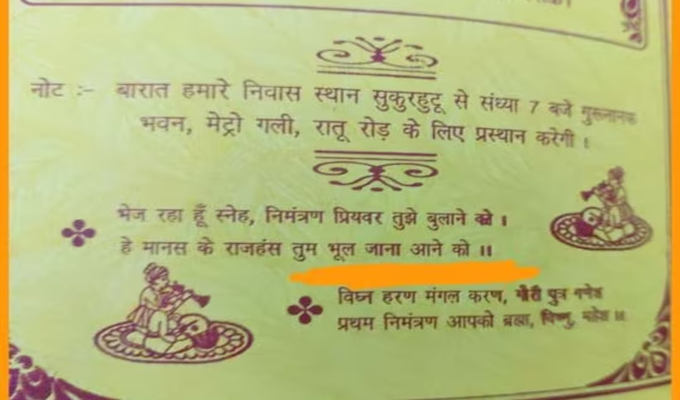 नोट :- बारात हमारे निवास स्थान सुकुरहुटू से संध्या 7 बजे गुरूनानक
भवन, मेट्रो गली, रातू रोड़ के लिए प्रस्थान करेगी ।
भेज रहा हूँ स्नेह, निमंत्रण प्रियवर तुझे बुलाने को ।
हे मानस के राजहंस तुम भूल जाना आने को ॥
विघ्न हरण मंगल करण, गौरी पुत्र गणेश
प्रथम निमंत्रण आपको ब्रह्मा, विष्णु, महेश ॥